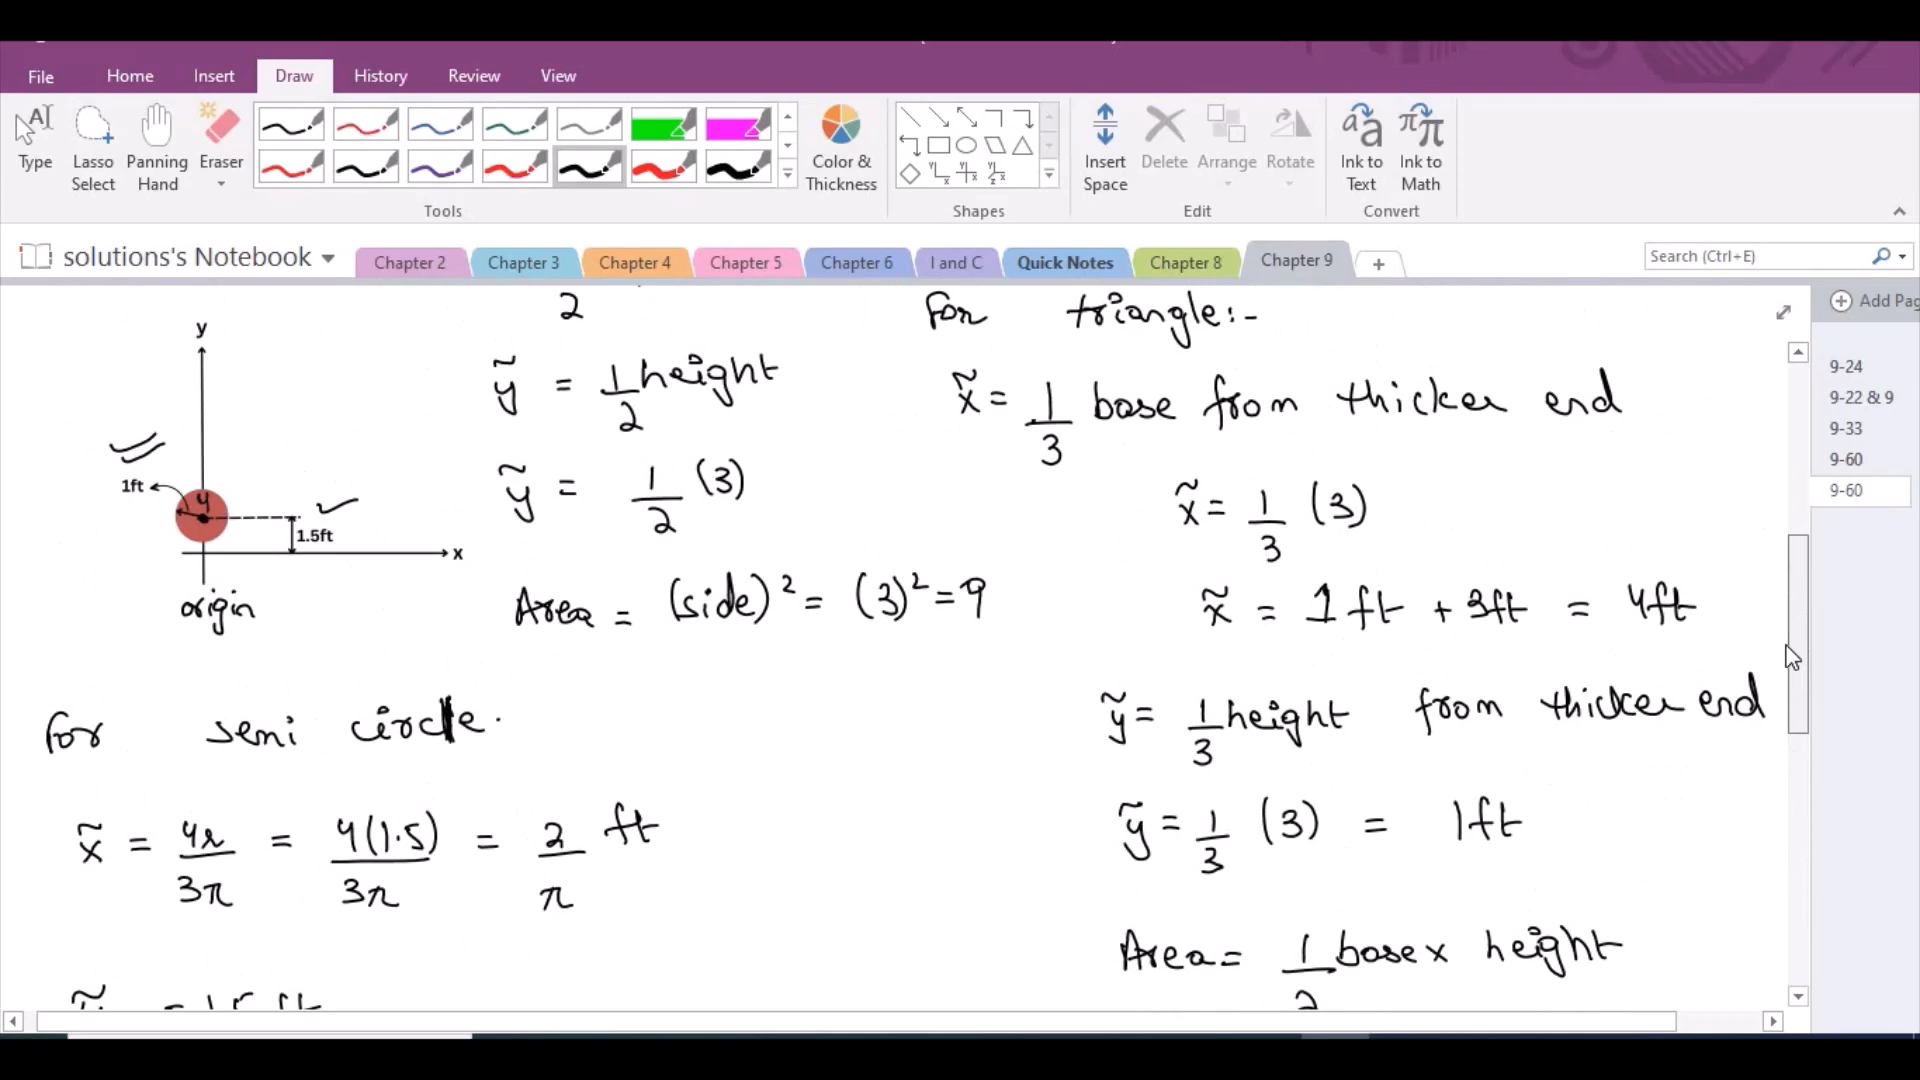 File Home Insert Draw History Review View
Type
Lasso Select
Panning Hand
Eraser
Color & Thickness
Insert Space
Delete
Arrange
Rotate
Ink to Text
Ink to Math
Tools Shapes Edit Convert
solutions's Notebook Chapter 2 Chapter 3 Chapter 4 Chapter 5 Chapter 6 I and C Quick Notes Chapter 8 Chapter 9 + Search (Ctrl+E)
Add Pag
9-24
9-22 & 9
9-33
9-60
9-60
y
1ft
4
1.5ft
x
origin
2
ỹ = 1/2 height
ỹ = 1/2 (3)
Area = (side)² = (3)² = 9
for triangle:-
x̃ = 1/3 base from thicker end
x̃ = 1/3 (3)
x̃ = 1ft + 3ft = 4ft
ỹ = 1/3 height from thicker end
ỹ = 1/3 (3) = 1ft
Area = 1/2 base x height
for semi circle.
x̃ = 4r/3π = 4(1.5)/3π = 2/π ft